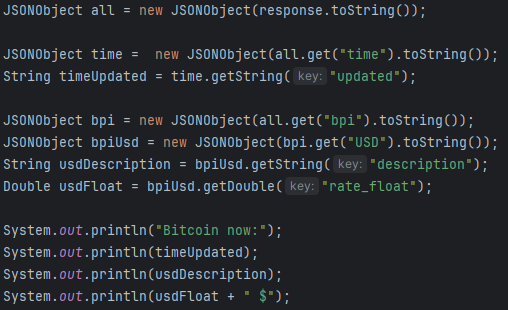 JSONObject all = new JSONObject(response.toString());
JSONObject time =  new JSONObject(all.get("time").toString());
String timeUpdated = time.getString( key: "updated");
JSONObject bpi = new JSONObject(all.get("bpi").toString());
JSONObject bpiUsd = new JSONObject(bpi.get("USD").toString());
String usdDescription = bpiUsd.getString( key: "description");
Double usdFloat = bpiUsd.getDouble( key: "rate_float");
System.out.println("Bitcoin now:");
System.out.println(timeUpdated);
System.out.println(usdDescription);
System.out.println(usdFloat + " $");